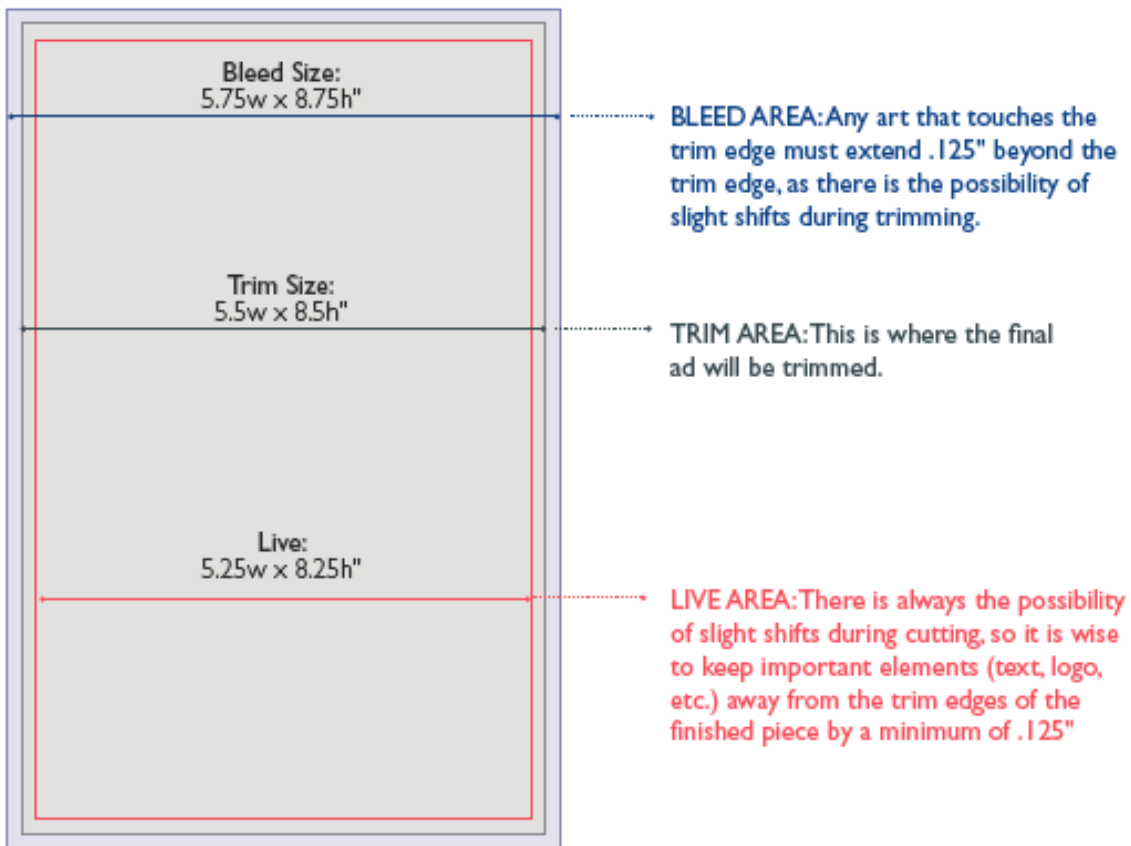 Bleed Size:
5.75w x 8.75h"
BLEED AREA: Any art that touches the
trim edge must extend .125" beyond the
trim edge, as there is the possibility of
slight shifts during trimming.
Trim Size:
5.5w x 8.5h"
TRIM AREA: This is where the final
ad will be trimmed.
Live:
5.25w x 8.25h"
LIVE AREA: There is always the possibility
of slight shifts during cutting, so it is wise
to keep important elements (text, logo,
etc.) away from the trim edges of the
finished piece by a minimum of .125"